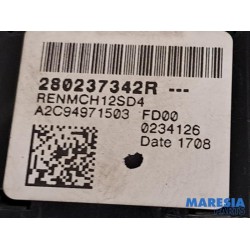 280237342R ---
RENMCH12SD4
A2C94971503 FD00
0234126
Date 1708
MARESIA